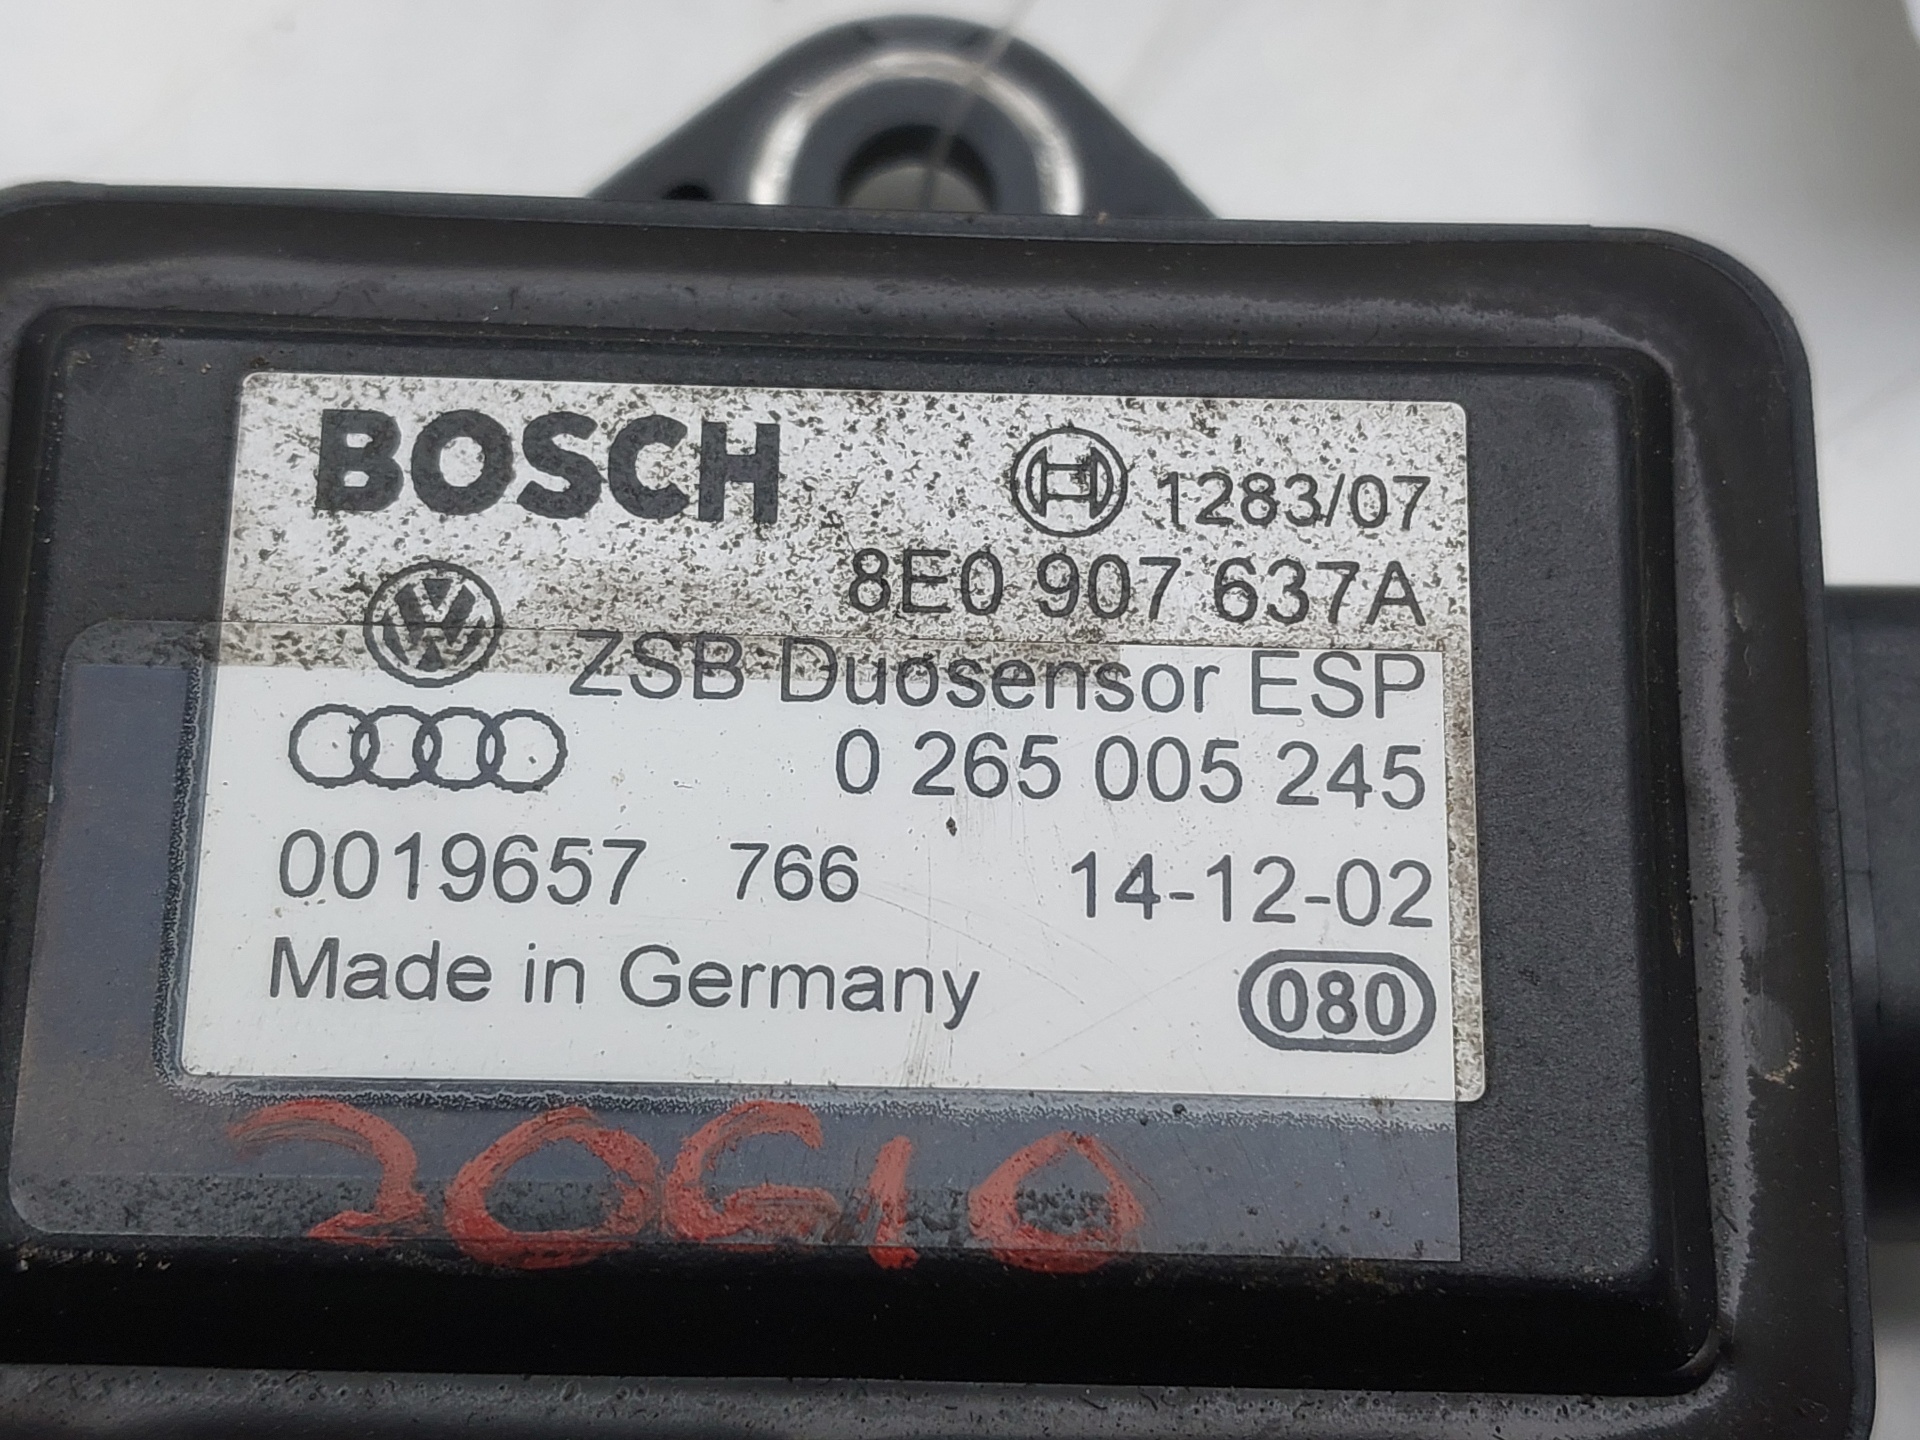 BOSCH
1283/07
8E0 907 637A
ZSB Duosensor ESP
0 265 005 245
0019657 766 14-12-02
Made in Germany
080
20G10